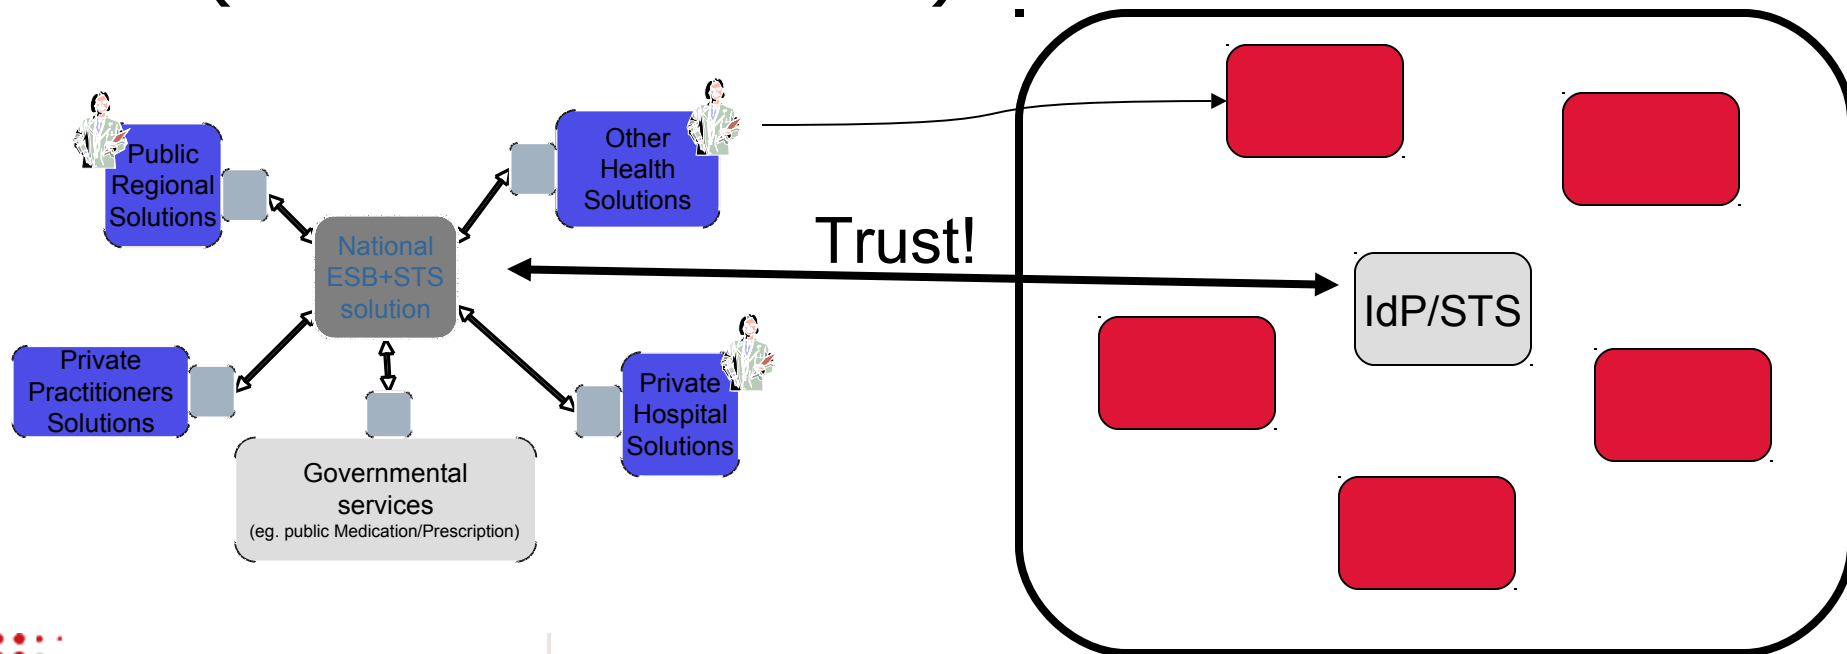 Public
Regional
Solutions
Other
Health
Solutions
National
ESB+STS
solution
Trust!
IdP/STS
Private
Practitioners
Solutions
Private
Hospital
Solutions
Governmental
services
(eg. public Medication/Prescription)